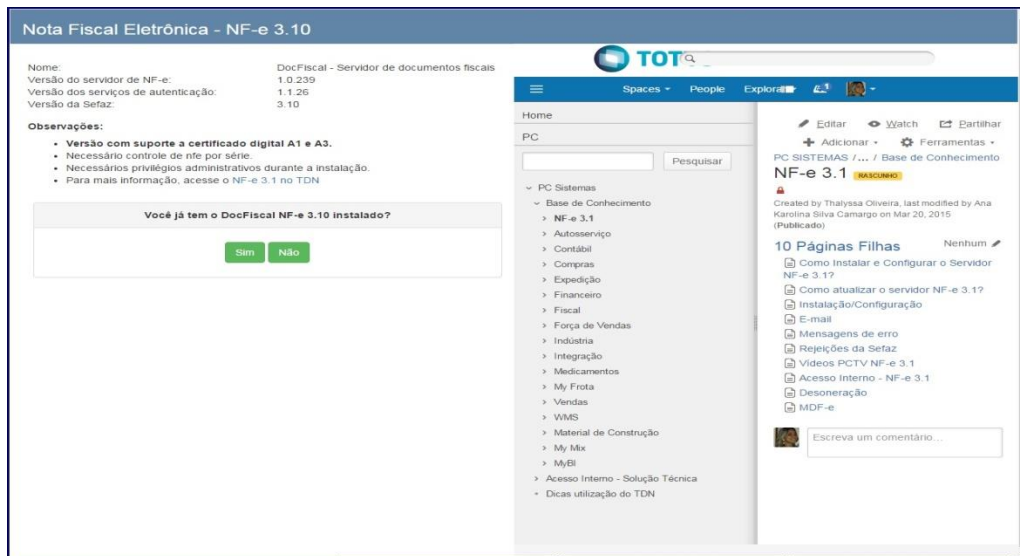 Nota Fiscal Eletrônica - NF-e 3.10
Nome: DocFiscal - Servidor de documentos fiscais
Versão do servidor de NF-e: 1.0.239
Versão dos serviços de autenticação: 1.1.26
Versão da Sefaz: 3.10
Observações:
Versão com suporte a certificado digital A1 e A3.
Necessário controle de nfe por série.
Necessários privilégios administrativos durante a instalação.
Para mais informação, acesse o NF-e 3.1 no TDN
Você já tem o DocFiscal NF-e 3.10 instalado?
Sim Não
Spaces People
Home
PC
Pesquisar
PC Sistemas
Base de Conhecimento
NF-e 3.1
Autosserviço
Contábil
Compras
Expedição
Financeiro
Fiscal
Força de Vendas
Indústria
Integração
Medicamentos
My Frota
Vendas
WMS
Material de Construção
My Mix
MyBI
Acesso Interno - Solução Técnica
Dicas utilização do TDN
Editar Watch Partilhar
Adicionar Ferramentas
PC SISTEMAS /... / Base de Conhecimento
NF-e 3.1 RASCUNHO
Created by Thalyssa Oliveira, last modified by Ana
Karolina Silva Camargo on Mar 20, 2015
(Publicado)
10 Páginas Filhas Nenhum
Como Instalar e Configurar o Servidor
NF-e 3.1?
Como atualizar o servidor NF-e 3.1?
Instalação/Configuração
E-mail
Mensagens de erro
Rejeições da Sefaz
Vídeos PCTV NF-e 3.1
Acesso Interno - NF-e 3.1
Desoneração
MDF-e
Escreva um comentário...